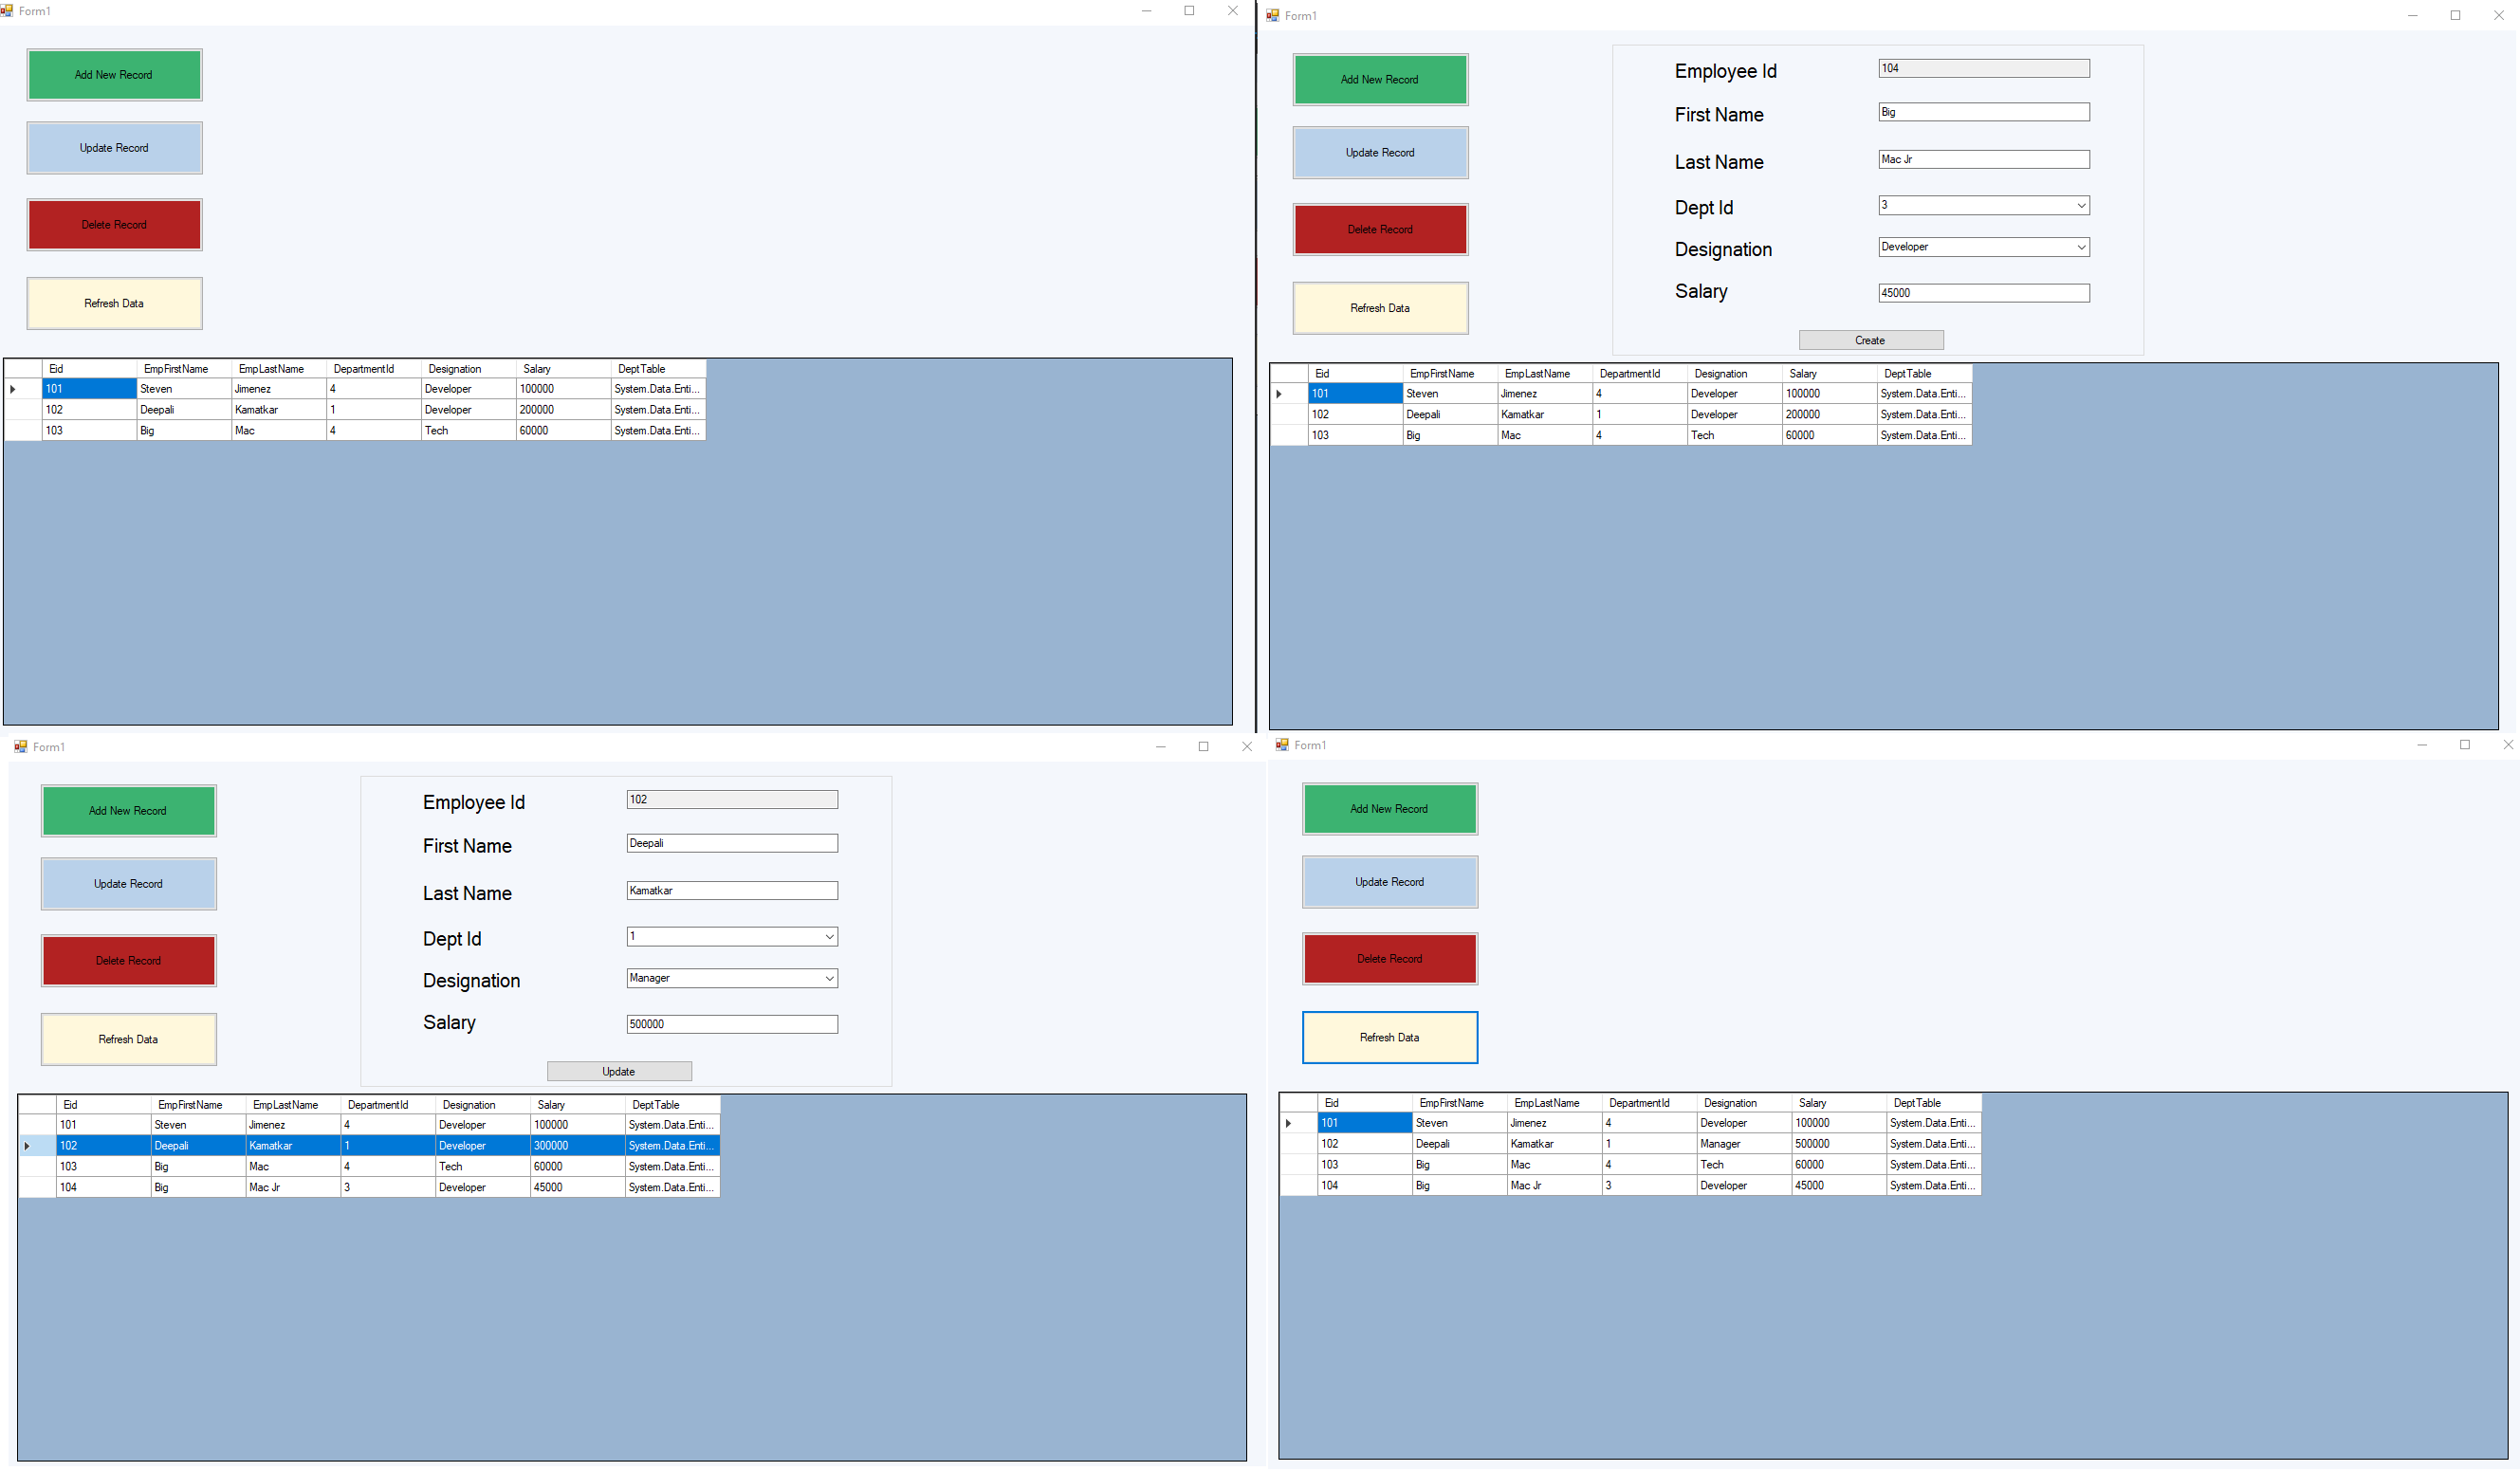 Form1
Add New Record
Update Record
Delete Record
Refresh Data
Eid EmpFirstName EmpLastName DepartmentId Designation Salary DeptTable
101 Steven Jimenez 4 Developer 100000 System.Data.Enti...
102 Deepali Kamatkar 1 Developer 200000 System.Data.Enti...
103 Big Mac 4 Tech 60000 System.Data.Enti...
Form1
Add New Record
Update Record
Delete Record
Refresh Data
Employee Id 104
First Name Big
Last Name Mac Jr
Dept Id 3
Designation Developer
Salary 45000
Create
Eid EmpFirstName EmpLastName DepartmentId Designation Salary DeptTable
101 Steven Jimenez 4 Developer 100000 System.Data.Enti...
102 Deepali Kamatkar 1 Developer 200000 System.Data.Enti...
103 Big Mac 4 Tech 60000 System.Data.Enti...
Form1
Add New Record
Update Record
Delete Record
Refresh Data
Employee Id 102
First Name Deepali
Last Name Kamatkar
Dept Id 1
Designation Manager
Salary 500000
Update
Eid EmpFirstName EmpLastName DepartmentId Designation Salary DeptTable
101 Steven Jimenez 4 Developer 100000 System.Data.Enti...
102 Deepali Kamatkar 1 Developer 300000 System.Data.Enti...
103 Big Mac 4 Tech 60000 System.Data.Enti...
104 Big Mac Jr 3 Developer 45000 System.Data.Enti...
Form1
Add New Record
Update Record
Delete Record
Refresh Data
Eid EmpFirstName EmpLastName DepartmentId Designation Salary DeptTable
101 Steven Jimenez 4 Developer 100000 System.Data.Enti...
102 Deepali Kamatkar 1 Manager 500000 System.Data.Enti...
103 Big Mac 4 Tech 60000 System.Data.Enti...
104 Big Mac Jr 3 Developer 45000 System.Data.Enti...